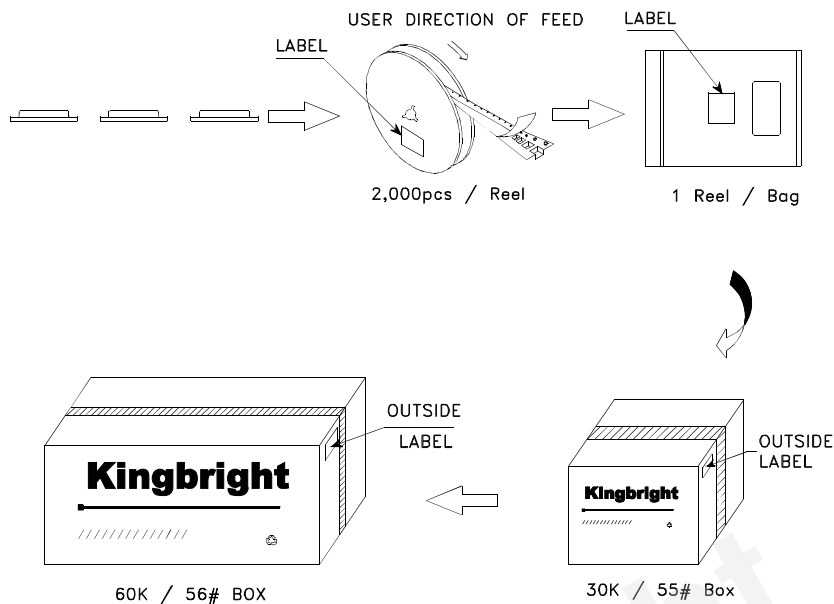 USER DIRECTION OF FEED
LABEL
LABEL
2,000pcs / Reel
1 Reel / Bag
OUTSIDE
LABEL
Kingbright
60K / 56# BOX
OUTSIDE
LABEL
Kingbright
30K / 55# Box